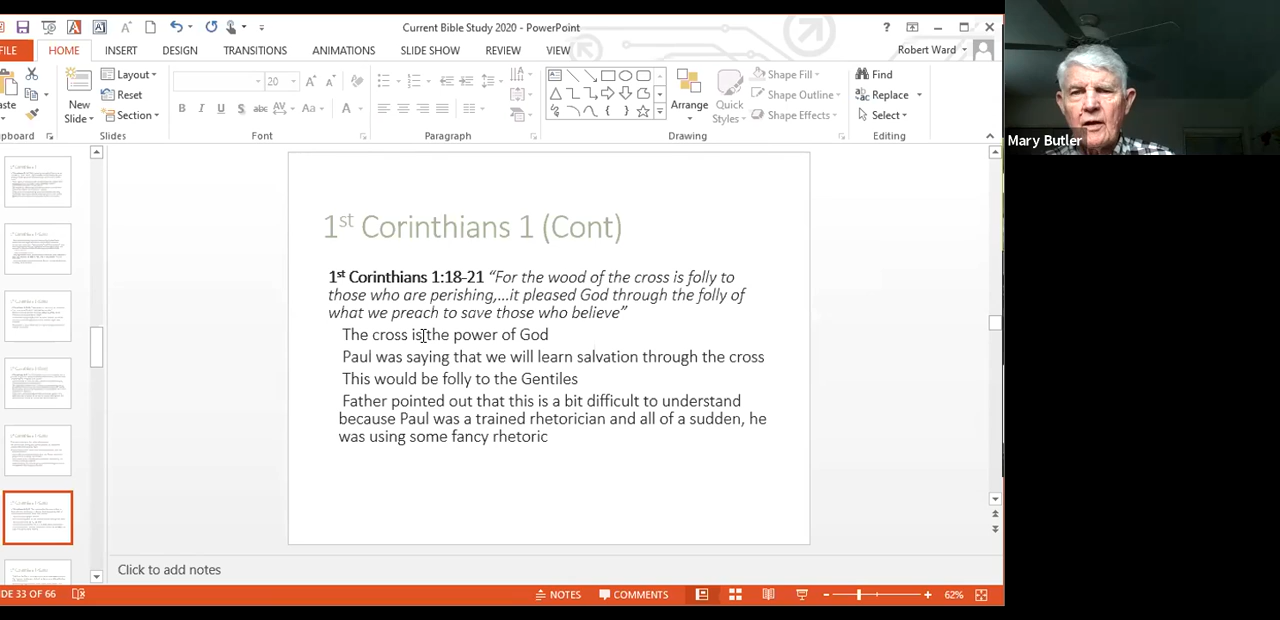 Current Bible Study 2020 - PowerPoint
FILE HOME INSERT DESIGN TRANSITIONS ANIMATIONS SLIDE SHOW REVIEW VIEW
Robert Ward
Layout
Reset
Section
New
Slide
20
Arrange
Quick
Styles
Shape Fill
Shape Outline
Shape Effects
Find
Replace
Select
Slides
Font
Paragraph
Drawing
Editing
1st Corinthians 1 (Cont)
1st Corinthians 1:18-21 “For the wood of the cross is folly to
those who are perishing,...it pleased God through the folly of
what we preach to save those who believe”
The cross is the power of God
Paul was saying that we will learn salvation through the cross
This would be folly to the Gentiles
Father pointed out that this is a bit difficult to understand
because Paul was a trained rhetorician and all of a sudden, he
was using some fancy rhetoric
Click to add notes
33 OF 66
NOTES
COMMENTS
62%
Mary Butler